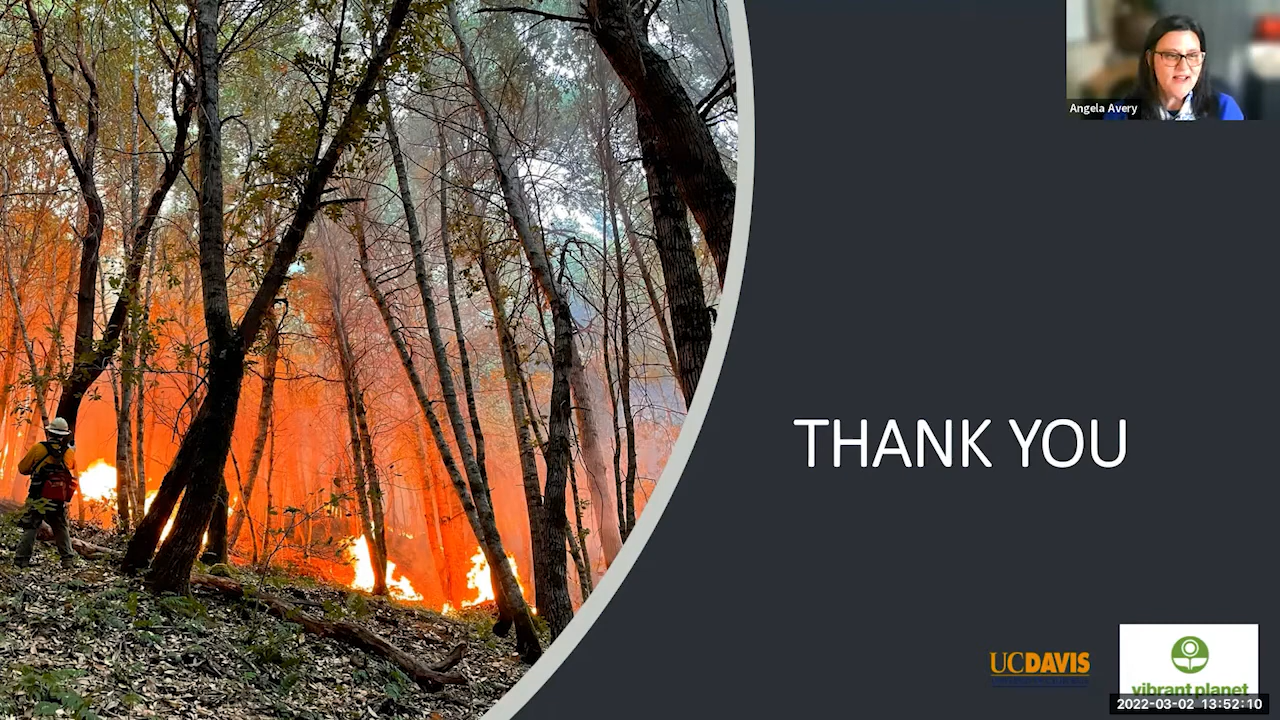 Angela Avery
THANK YOU
UCDAVIS
vibrant planet
2022-03-02 13:52:10